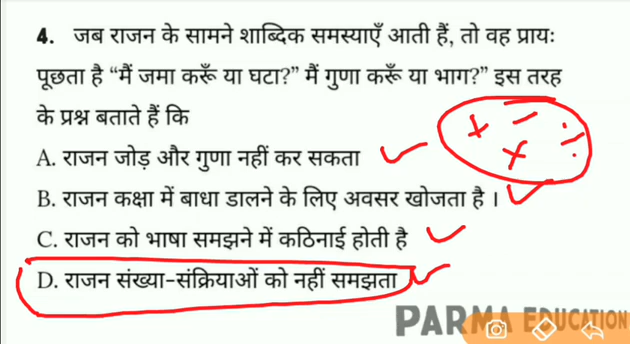 4. जब राजन के सामने शाब्दिक समस्याएँ आती हैं, तो वह प्रायः
पूछता है “मैं जमा करूँ या घटा?” मैं गुणा करूँ या भाग?” इस तरह
के प्रश्न बताते हैं कि
+ − ÷
×
A. राजन जोड़ और गुणा नहीं कर सकता
B. राजन कक्षा में बाधा डालने के लिए अवसर खोजता है ।
C. राजन को भाषा समझने में कठिनाई होती है
D. राजन संख्या-संक्रियाओं को नहीं समझता
PARMA EDUCATION